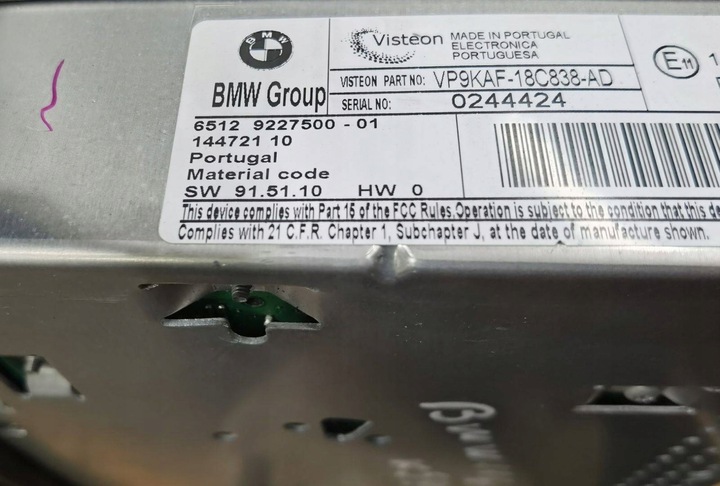 BMW
Visteon
MADE IN PORTUGAL
ELECTRONICA
PORTUGUESA
E11
BMW Group
VISTEON PART NO: VP9KAF-18C838-AD
SERIAL NO: 0244424
6512 9227500 - 01
144721 10
Portugal
Material code
SW 91.51.10 HW 0
This device complies with Part 15 of the FCC Rules.Operation is subject to the condition that this de
Complies with 21 C.F.R. Chapter 1, Subchapter J, at the date of manufacture shown.